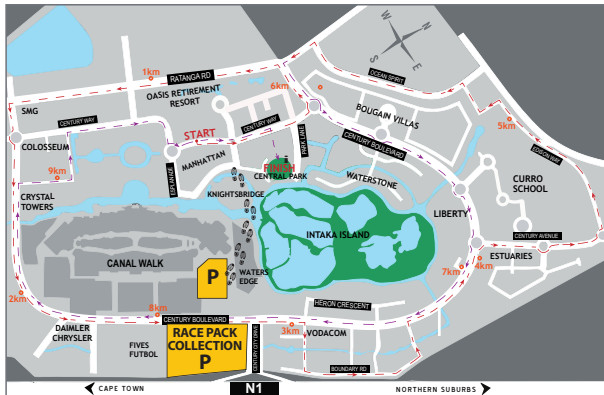 N
W
E
S
1km
RATANGA RD
OCEAN SPIRIT
OASIS RETIREMENT
RESORT
6km
SMG
CENTURY WAY
BOUGAIN VILLAS
5km
EDISON WAY
START
CENTURY WAY
COLOSSEUM
MANHATTAN
PARK LANE
CENTURY BOULEVARD
9km
ESPLANADE
FINISH
CENTRAL PARK
WATERSTONE
CURRO
SCHOOL
CRYSTAL
TOWERS
KNIGHTSBRIDGE
LIBERTY
INTAKA ISLAND
CENTURY AVENUE
ESTUARIES
CANAL WALK
P
WATERS
EDGE
7km
4km
2km
HERON CRESCENT
8km
CENTURY BOULEVARD
DAIMLER
CHRYSLER
FIVES
FUTBOL
RACE PACK
COLLECTION
P
CENTURY CITY DRIVE
3km
VODACOM
BOUNDARY RD
CAPE TOWN
N1
NORTHERN SUBURBS